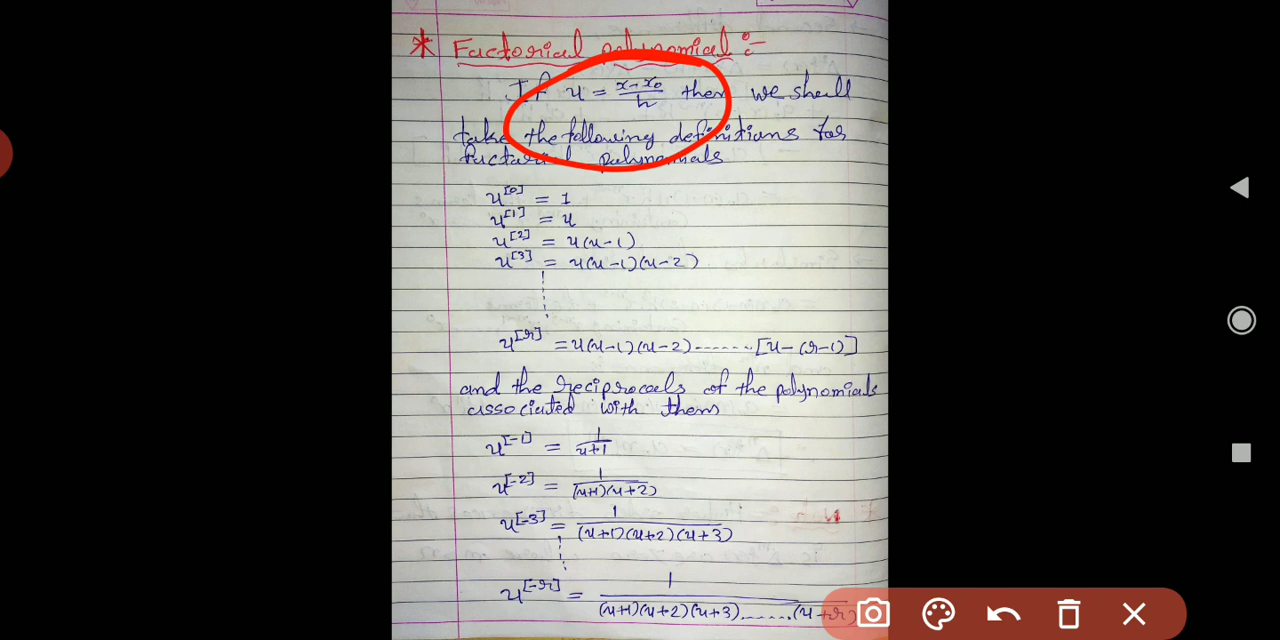 * Factorial polynomial :-
If u = x-x₀/h then we shall
take the following definitions for
factorial polynomials
u^[0] = 1
u^[1] = u
u^[2] = u(u-1)
u^[3] = u(u-1)(u-2)
u^[r] = u(u-1)(u-2)-------[u-(r-1)]
and the reciprocals of the polynomials
associated with them
u^[-1] = 1/u+1
u^[-2] = 1/(u+1)(u+2)
u^[-3] = 1/(u+1)(u+2)(u+3)
u^[-r] = 1/(u+1)(u+2)(u+3).......(u+r)